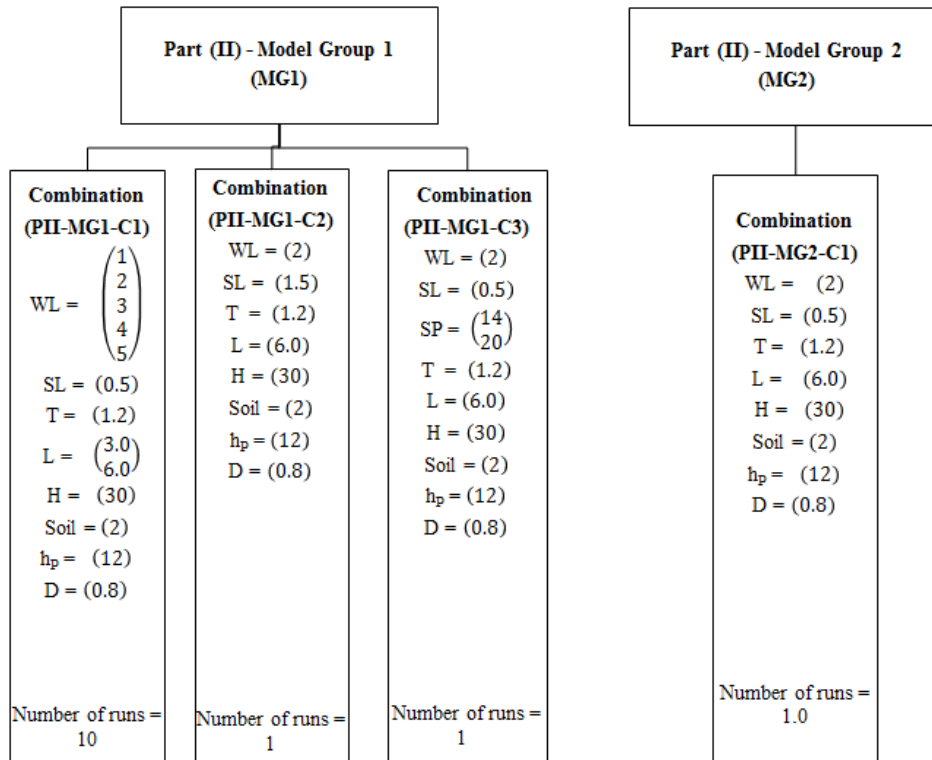 Part (II) - Model Group 1
(MG1)
Part (II) - Model Group 2
(MG2)
Combination
(PII-MG1-C1)
WL = (1 2 3 4 5)
SL = (0.5)
T = (1.2)
L = (3.0 6.0)
H = (30)
Soil = (2)
hₚ = (12)
D = (0.8)
Number of runs =
10
Combination
(PII-MG1-C2)
WL = (2)
SL = (1.5)
T = (1.2)
L = (6.0)
H = (30)
Soil = (2)
hₚ = (12)
D = (0.8)
Number of runs =
1
Combination
(PII-MG1-C3)
WL = (2)
SL = (0.5)
SP = (14 20)
T = (1.2)
L = (6.0)
H = (30)
Soil = (2)
hₚ = (12)
D = (0.8)
Number of runs =
1
Combination
(PII-MG2-C1)
WL = (2)
SL = (0.5)
T = (1.2)
L = (6.0)
H = (30)
Soil = (2)
hₚ = (12)
D = (0.8)
Number of runs =
1.0